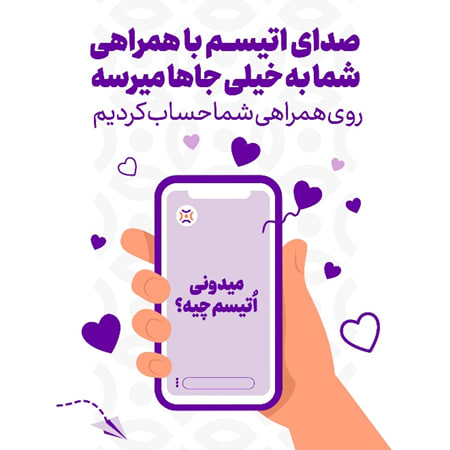 صدای اتیسم با همراهی
شما به خیلی جاها میرسه
روی همراهی شما حساب کردیم
میدونی
اُتیسم چیه؟